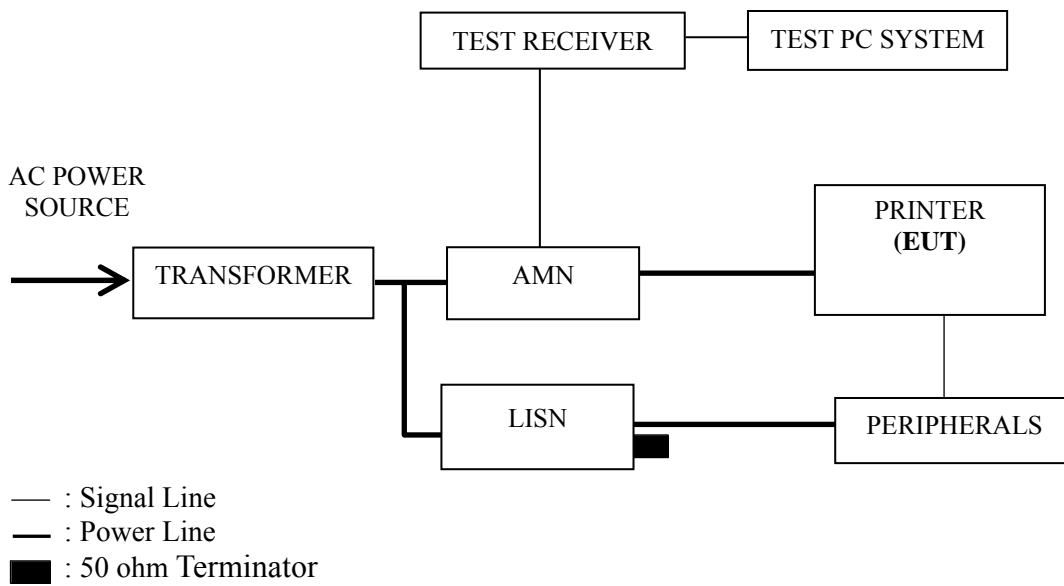 TEST RECEIVER
TEST PC SYSTEM
AC POWER
SOURCE
TRANSFORMER
AMN
PRINTER
(EUT)
LISN
PERIPHERALS
: Signal Line
: Power Line
: 50 ohm Terminator